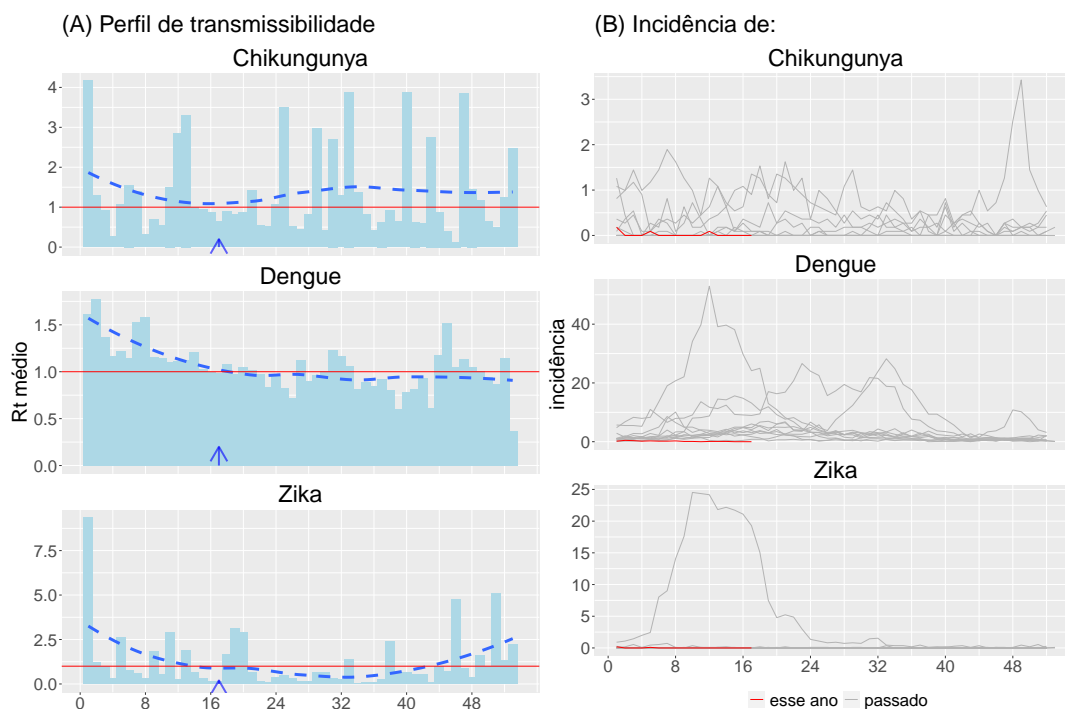 (A) Perfil de transmissibilidade
Chikungunya
4
3
2
1
0
Dengue
1.5
1.0
0.5
0.0
Rt médio
Zika
7.5
5.0
2.5
0.0
0 8 16 24 32 40 48
(B) Incidência de:
Chikungunya
3
2
1
0
Dengue
40
20
0
incidência
Zika
25
20
15
10
5
0
0 8 16 24 32 40 48
esse ano passado